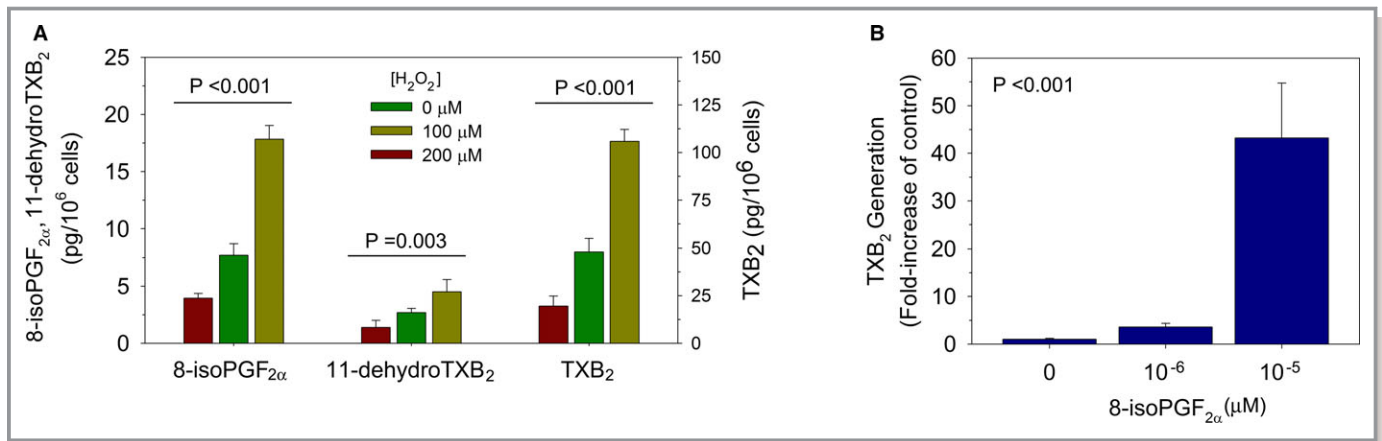 A
8-isoPGF2α, 11-dehydroTXB2
(pg/10^6 cells)
25
20
15
10
5
0
P <0.001
P =0.003
P <0.001
[H2O2]
0 μM
100 μM
200 μM
8-isoPGF2α
11-dehydroTXB2
TXB2
150
125
100
75
50
25
0
TXB2 (pg/10^6 cells)
B
TXB2 Generation
(Fold-increase of control)
60
50
40
30
20
10
0
P <0.001
0
10^-6
10^-5
8-isoPGF2α(μM)